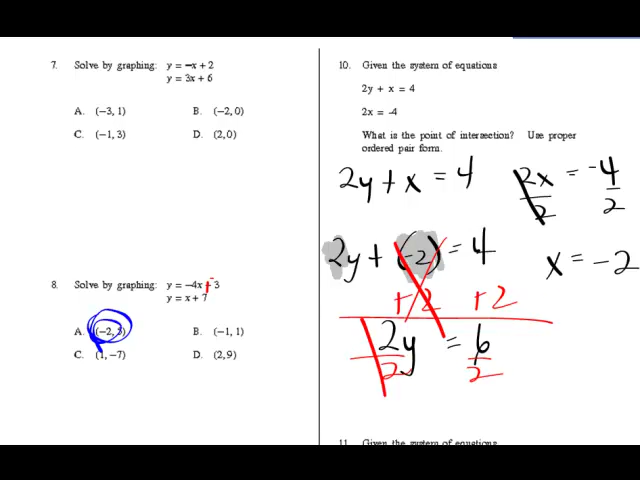 7. Solve by graphing: y = -x + 2
y = 3x + 6
A. (-3, 1) B. (-2, 0)
C. (-1, 3) D. (2, 0)
8. Solve by graphing: y = -4x + - 3
y = x + 7
A. (-2, 3) B. (-1, 1)
C. (1, -7) D. (2, 9)
10. Given the system of equations
2y + x = 4
2x = -4
What is the point of intersection? Use proper
ordered pair form.
2y + x = 4
2x = -4
2 2
2y + (-2) = 4
x = -2
+2 +2
2y = 6
2 2
11. Given the system of equations